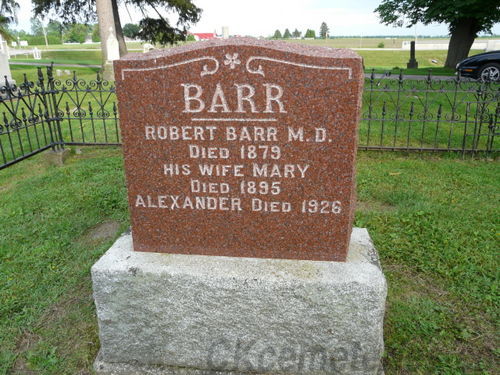 BARR
ROBERT BARR M.D.
DIED 1879
HIS WIFE MARY
DIED 1895
ALEXANDER DIED 1926